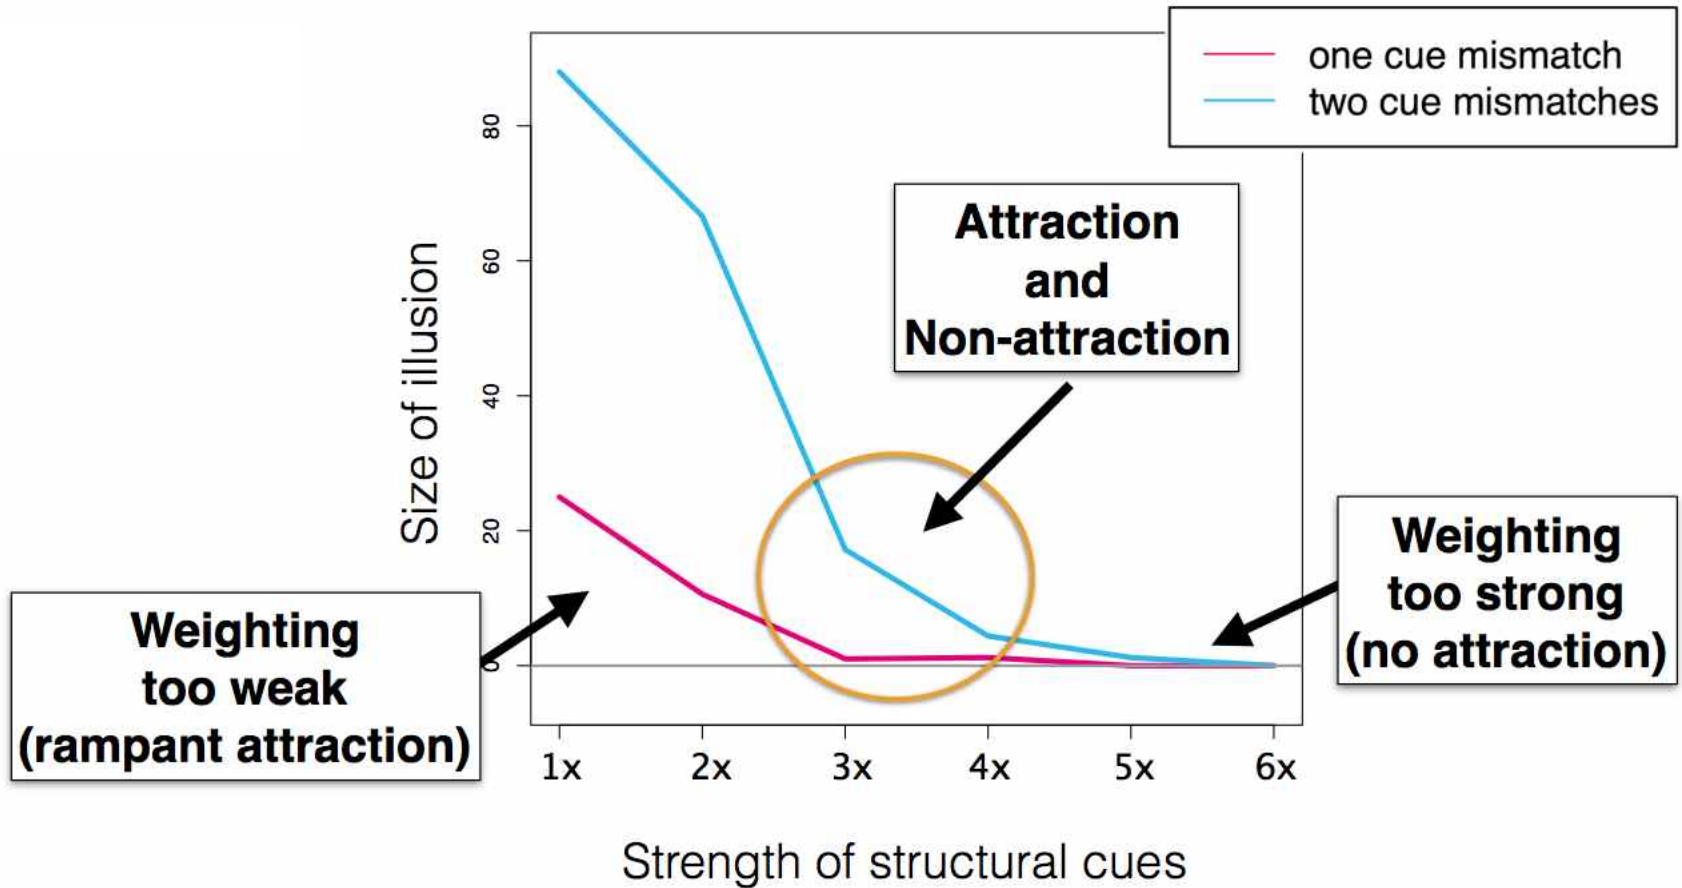 one cue mismatch
two cue mismatches
Attraction
and
Non-attraction
Weighting
too strong
(no attraction)
Weighting
too weak
(rampant attraction)
Size of illusion
80
60
40
20
0
1x 2x 3x 4x 5x 6x
Strength of structural cues